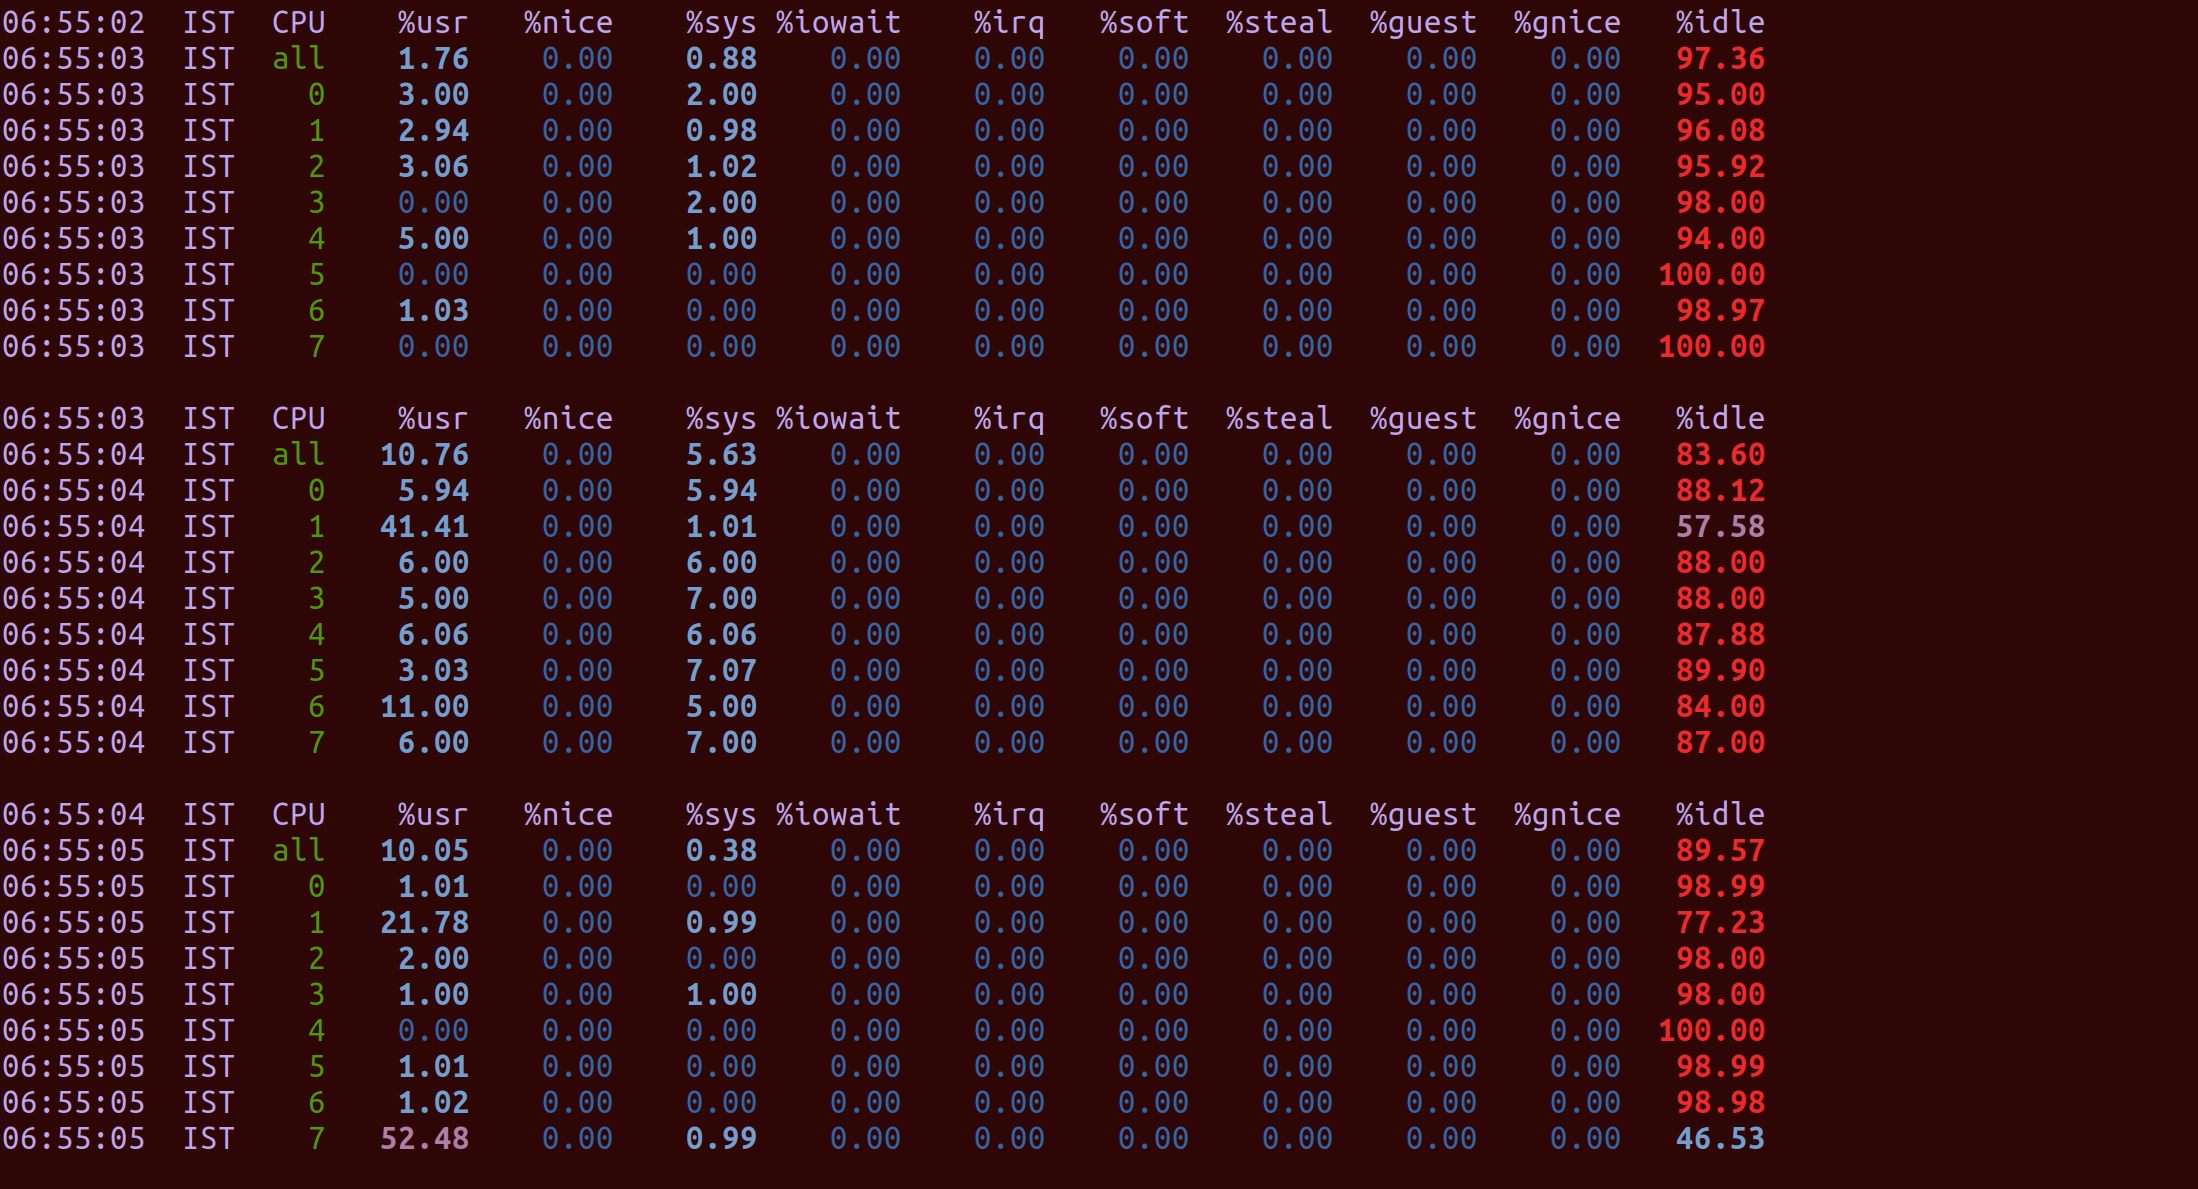 06:55:02 IST CPU %usr %nice %sys %iowait %irq %soft %steal %guest %gnice %idle
06:55:03 IST all 1.76 0.00 0.88 0.00 0.00 0.00 0.00 0.00 0.00 97.36
06:55:03 IST 0 3.00 0.00 2.00 0.00 0.00 0.00 0.00 0.00 0.00 95.00
06:55:03 IST 1 2.94 0.00 0.98 0.00 0.00 0.00 0.00 0.00 0.00 96.08
06:55:03 IST 2 3.06 0.00 1.02 0.00 0.00 0.00 0.00 0.00 0.00 95.92
06:55:03 IST 3 0.00 0.00 2.00 0.00 0.00 0.00 0.00 0.00 0.00 98.00
06:55:03 IST 4 5.00 0.00 1.00 0.00 0.00 0.00 0.00 0.00 0.00 94.00
06:55:03 IST 5 0.00 0.00 0.00 0.00 0.00 0.00 0.00 0.00 0.00 100.00
06:55:03 IST 6 1.03 0.00 0.00 0.00 0.00 0.00 0.00 0.00 0.00 98.97
06:55:03 IST 7 0.00 0.00 0.00 0.00 0.00 0.00 0.00 0.00 0.00 100.00
06:55:03 IST CPU %usr %nice %sys %iowait %irq %soft %steal %guest %gnice %idle
06:55:04 IST all 10.76 0.00 5.63 0.00 0.00 0.00 0.00 0.00 0.00 83.60
06:55:04 IST 0 5.94 0.00 5.94 0.00 0.00 0.00 0.00 0.00 0.00 88.12
06:55:04 IST 1 41.41 0.00 1.01 0.00 0.00 0.00 0.00 0.00 0.00 57.58
06:55:04 IST 2 6.00 0.00 6.00 0.00 0.00 0.00 0.00 0.00 0.00 88.00
06:55:04 IST 3 5.00 0.00 7.00 0.00 0.00 0.00 0.00 0.00 0.00 88.00
06:55:04 IST 4 6.06 0.00 6.06 0.00 0.00 0.00 0.00 0.00 0.00 87.88
06:55:04 IST 5 3.03 0.00 7.07 0.00 0.00 0.00 0.00 0.00 0.00 89.90
06:55:04 IST 6 11.00 0.00 5.00 0.00 0.00 0.00 0.00 0.00 0.00 84.00
06:55:04 IST 7 6.00 0.00 7.00 0.00 0.00 0.00 0.00 0.00 0.00 87.00
06:55:04 IST CPU %usr %nice %sys %iowait %irq %soft %steal %guest %gnice %idle
06:55:05 IST all 10.05 0.00 0.38 0.00 0.00 0.00 0.00 0.00 0.00 89.57
06:55:05 IST 0 1.01 0.00 0.00 0.00 0.00 0.00 0.00 0.00 0.00 98.99
06:55:05 IST 1 21.78 0.00 0.99 0.00 0.00 0.00 0.00 0.00 0.00 77.23
06:55:05 IST 2 2.00 0.00 0.00 0.00 0.00 0.00 0.00 0.00 0.00 98.00
06:55:05 IST 3 1.00 0.00 1.00 0.00 0.00 0.00 0.00 0.00 0.00 98.00
06:55:05 IST 4 0.00 0.00 0.00 0.00 0.00 0.00 0.00 0.00 0.00 100.00
06:55:05 IST 5 1.01 0.00 0.00 0.00 0.00 0.00 0.00 0.00 0.00 98.99
06:55:05 IST 6 1.02 0.00 0.00 0.00 0.00 0.00 0.00 0.00 0.00 98.98
06:55:05 IST 7 52.48 0.00 0.99 0.00 0.00 0.00 0.00 0.00 0.00 46.53